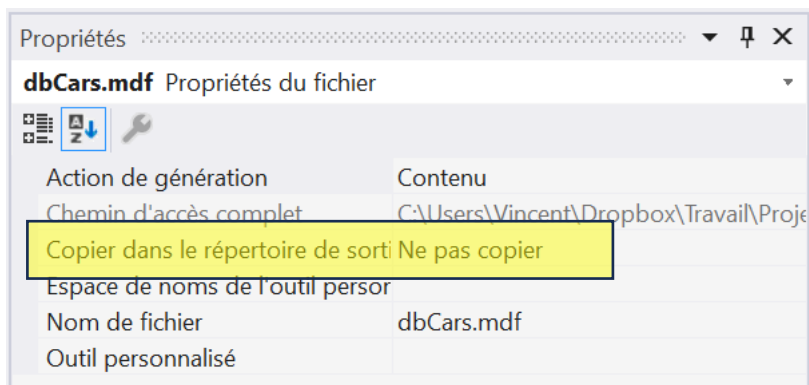 Propriétés
dbCars.mdf Propriétés du fichier
Action de génération Contenu
Chemin d'accès complet C:\Users\Vincent\Dropbox\Travail\Proje
Copier dans le répertoire de sorti Ne pas copier
Espace de noms de l'outil persor
Nom de fichier dbCars.mdf
Outil personnalisé